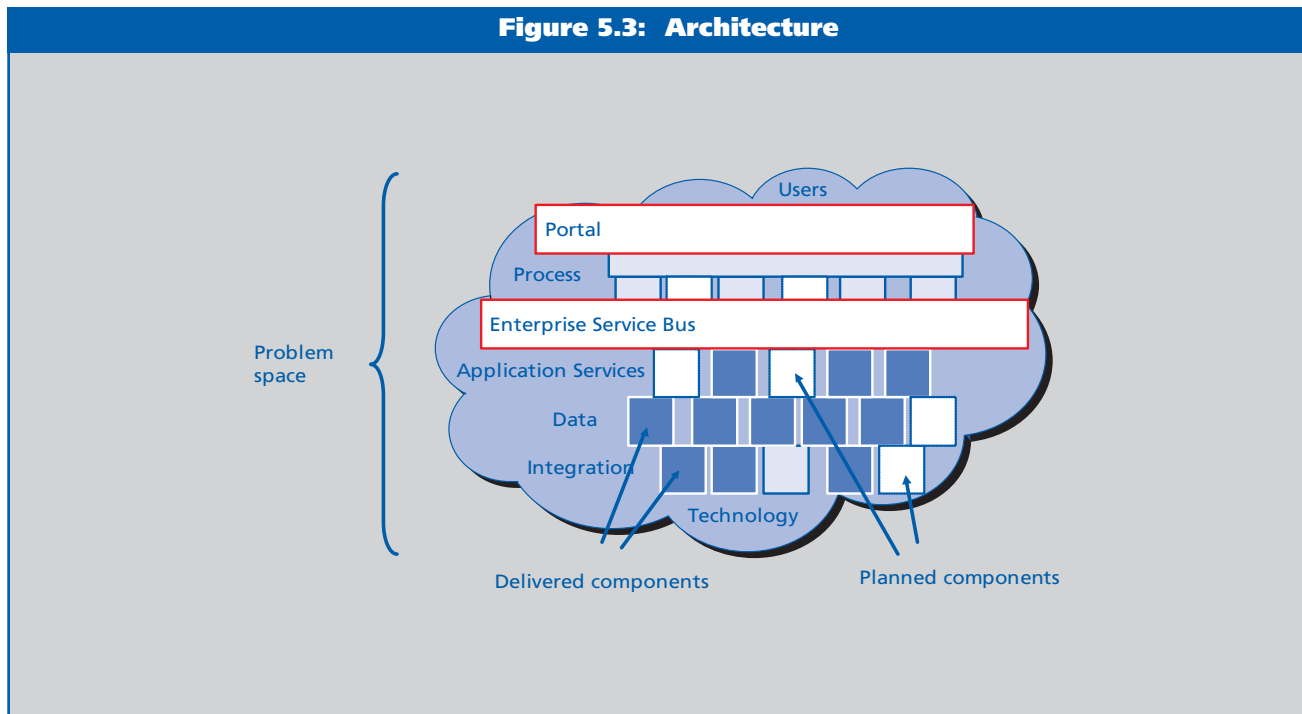 Figure 5.3: Architecture
Users
Portal
Process
Enterprise Service Bus
Problem
space
Application Services
Data
Integration
Technology
Delivered components
Planned components